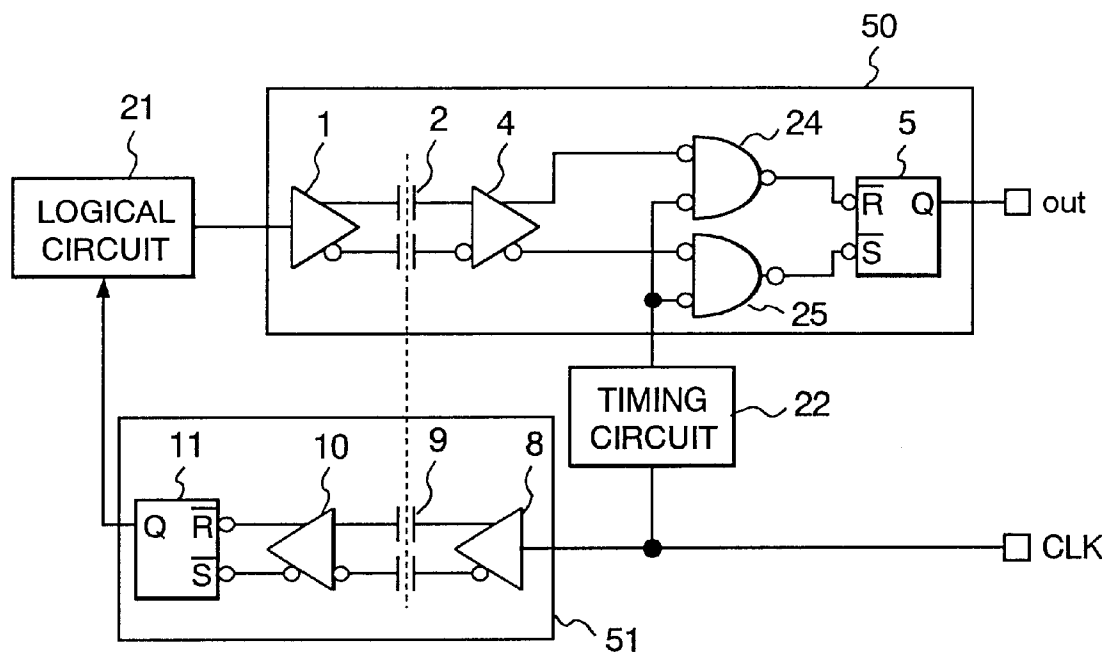 50
21
1
2
4
24
5
LOGICAL
CIRCUIT
R
Q
out
S
25
TIMING
CIRCUIT
22
11
10
9
8
Q
R
S
CLK
51